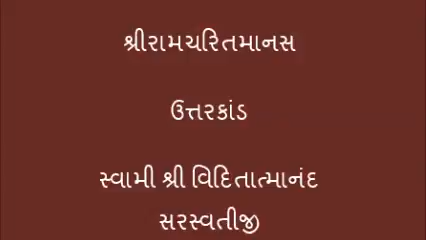 શ્રીરામચરિતમાનસ
ઉત્તરકાંડ
સ્વામી શ્રી વિદિતાત્માનંદ
સરસ્વતીજી